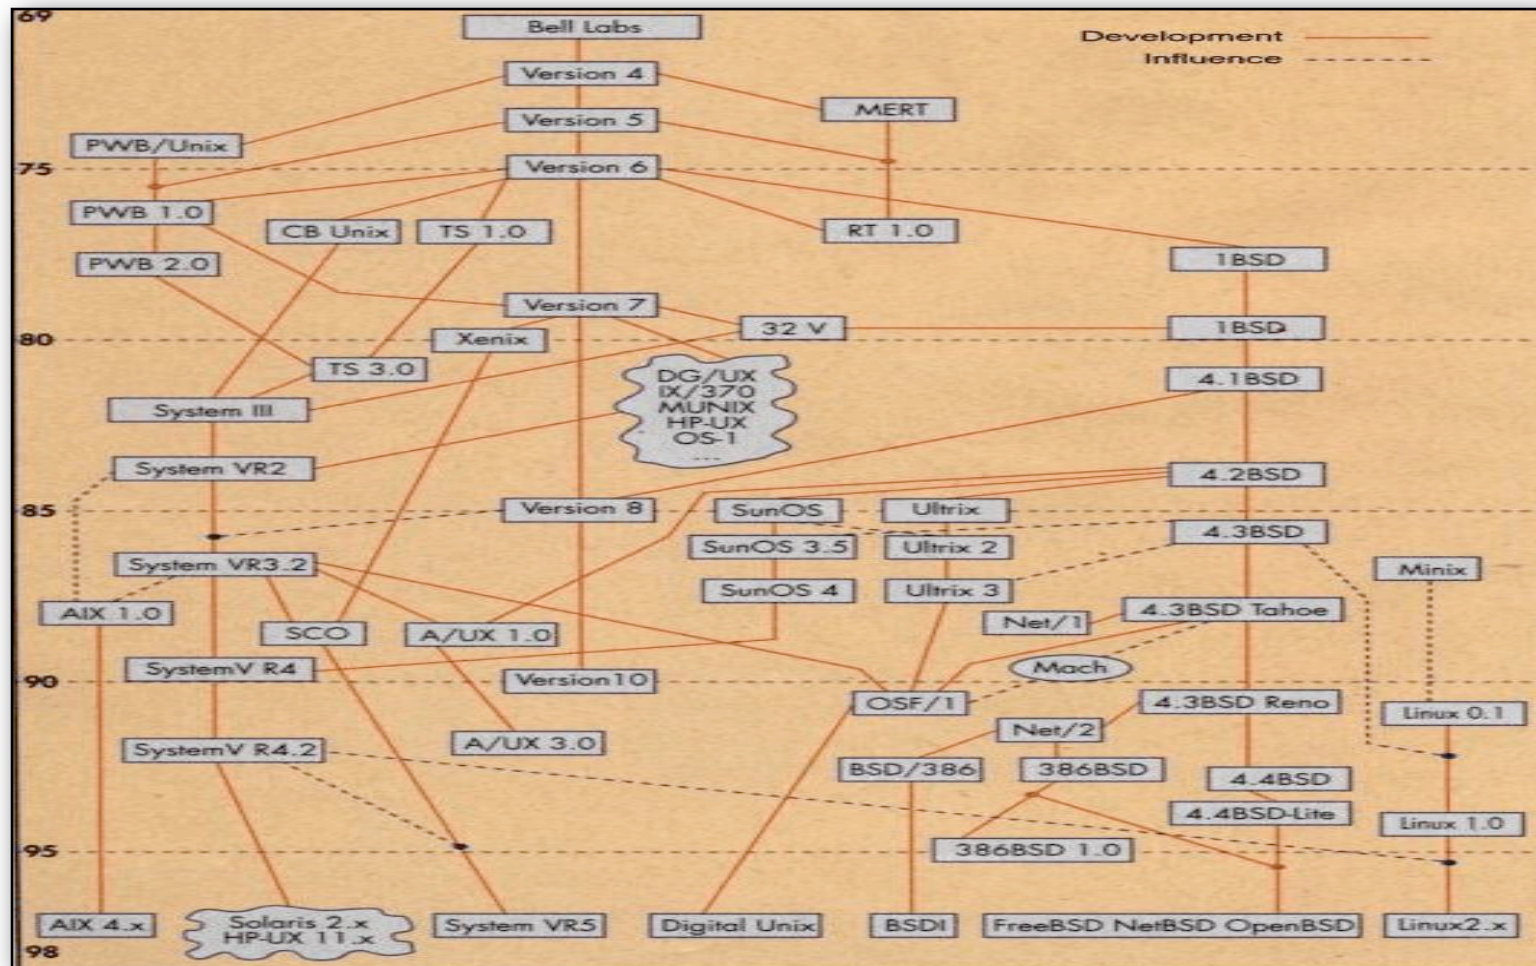 69
Bell Labs
Development
Influence
Version 4
MERT
Version 5
PWB/Unix
75
Version 6
PWB 1.0
CB Unix
TS 1.0
RT 1.0
PWB 2.0
1BSD
Version 7
32 V
1BSD
80
Xenix
TS 3.0
DG/UX
IX/370
MUNIX
HP-UX
OS-1
...
4.1BSD
System III
System VR2
4.2BSD
85
Version 8
SunOS
Ultrix
4.3BSD
SunOS 3.5
Ultrix 2
System VR3.2
Minix
SunOS 4
Ultrix 3
AIX 1.0
4.3BSD Tahoe
Net/1
SCO
A/UX 1.0
SystemV R4
Mach
90
Version10
OSF/1
4.3BSD Reno
Linux 0.1
Net/2
SystemV R4.2
A/UX 3.0
BSD/386
386BSD
4.4BSD
4.4BSD-Lite
Linux 1.0
95
386BSD 1.0
AIX 4.x
Solaris 2.x
HP-UX 11.x
System VR5
Digital Unix
BSDI
FreeBSD NetBSD OpenBSD
Linux2.x
98